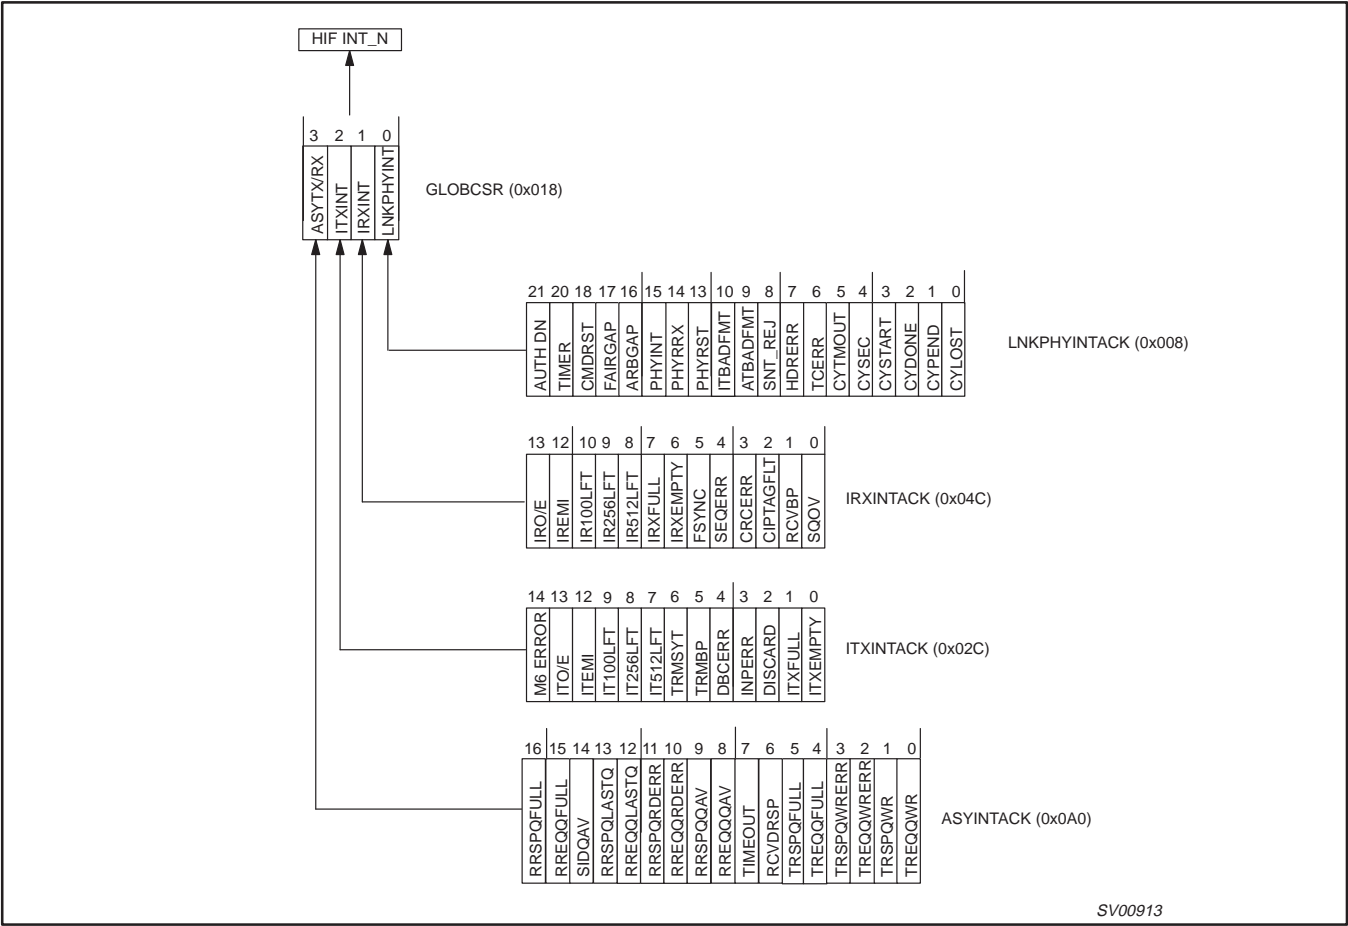 HIF INT_N
3 2 1 0
ASYTX/RX ITXINT IRXINT LNKPHYINT
GLOBCSR (0x018)
21 20 18 17 16 15 14 13 10 9 8 7 6 5 4 3 2 1 0
AUTH DN TIMER CMDRST FAIRGAP ARBGAP PHYINT PHYRRX PHYRST ITBADFMT ATBADFMT SNT_REJ HDRERR TCERR CYTMOUT CYSEC CYSTART CYDONE CYPEND CYLOST
LNKPHYINTACK (0x008)
13 12 10 9 8 7 6 5 4 3 2 1 0
IRO/E IREMI IR100LFT IR256LFT IR512LFT IRXFULL IRXEMPTY FSYNC SEQERR CRCERR CIPTAGFLT RCVBP SQOV
IRXINTACK (0x04C)
14 13 12 9 8 7 6 5 4 3 2 1 0
M6 ERROR ITO/E ITEMI IT100LFT IT256LFT IT512LFT TRMSYT TRMBP DBCERR INPERR DISCARD ITXFULL ITXEMPTY
ITXINTACK (0x02C)
16 15 14 13 12 11 10 9 8 7 6 5 4 3 2 1 0
RRSPQFULL RREQQFULL SIDQAV RRSPQLASTQ RREQQLASTQ RRSPQRDERR RREQQRDERR RRSPQQAV RREQQQAV TIMEOUT RCVDRSP TRSPQFULL TREQQFULL TRSPQWRERR TREQQWRERR TRSPQWR TREQQWR
ASYINTACK (0x0A0)
SV00913